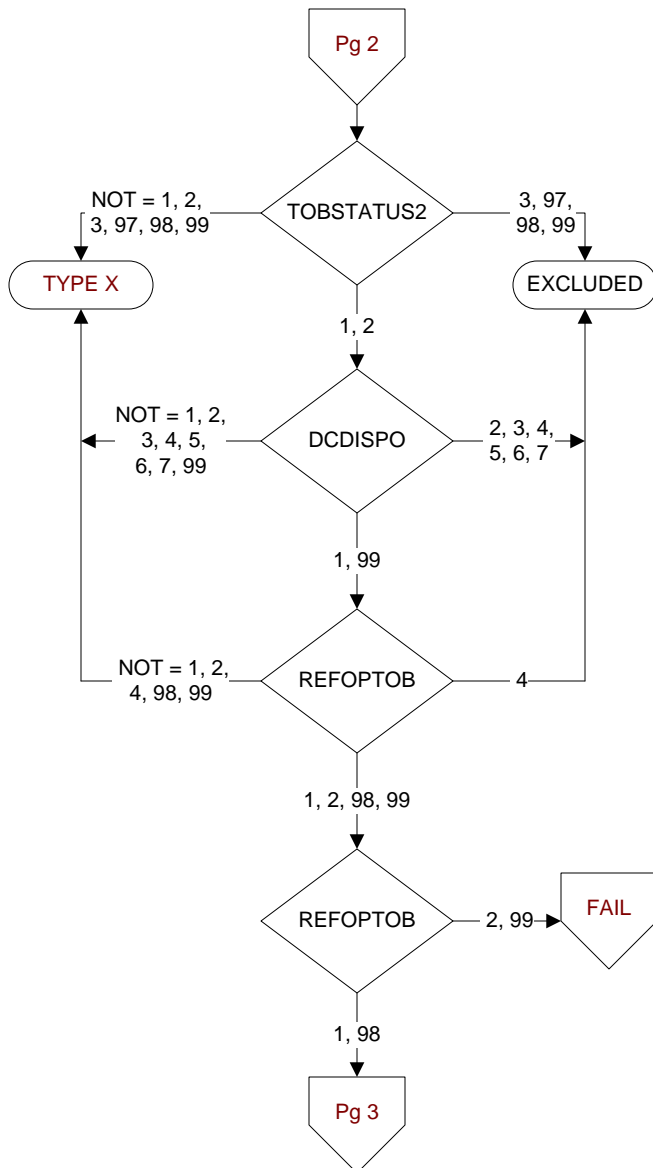 Pg 2
NOT = 1, 2,
3, 97, 98, 99
TOBSTATUS2
3, 97,
98, 99
TYPE X
EXCLUDED
1, 2
NOT = 1, 2,
3, 4, 5,
6, 7, 99
DCDISPO
2, 3, 4,
5, 6, 7
1, 99
NOT = 1, 2,
4, 98, 99
REFOPTOB
4
1, 2, 98, 99
REFOPTOB
2, 99
FAIL
1, 98
Pg 3